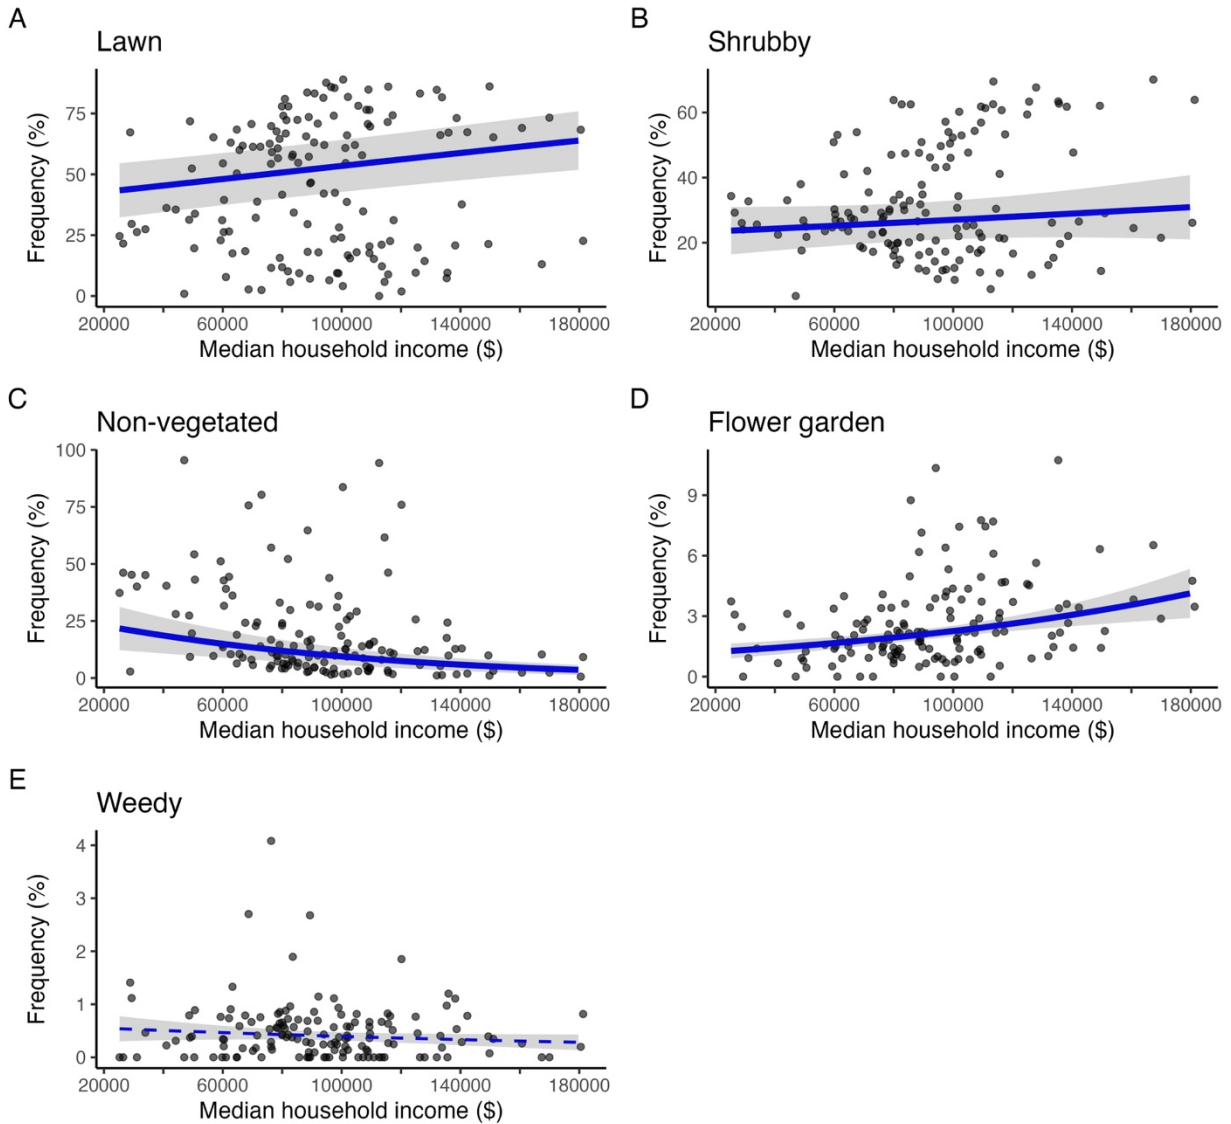 A
Lawn
Frequency (%)
75
50
25
0
20000 60000 100000 140000 180000
Median household income ($)
B
Shrubby
Frequency (%)
60
40
20
20000 60000 100000 140000 180000
Median household income ($)
C
Non-vegetated
Frequency (%)
100
75
50
25
0
20000 60000 100000 140000 180000
Median household income ($)
D
Flower garden
Frequency (%)
9
6
3
0
20000 60000 100000 140000 180000
Median household income ($)
E
Weedy
Frequency (%)
4
3
2
1
0
20000 60000 100000 140000 180000
Median household income ($)